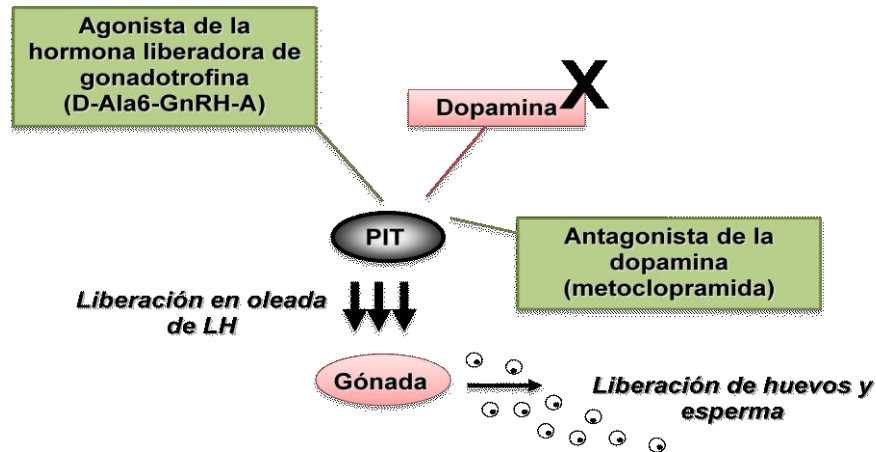 Agonista de la
hormona liberadora de
gonadotrofina
(D-Ala6-GnRH-A)
X
Dopamina
PIT
Antagonista de la
dopamina
(metoclopramida)
Liberación en oleada
de LH
Gónada
Liberación de huevos y
esperma